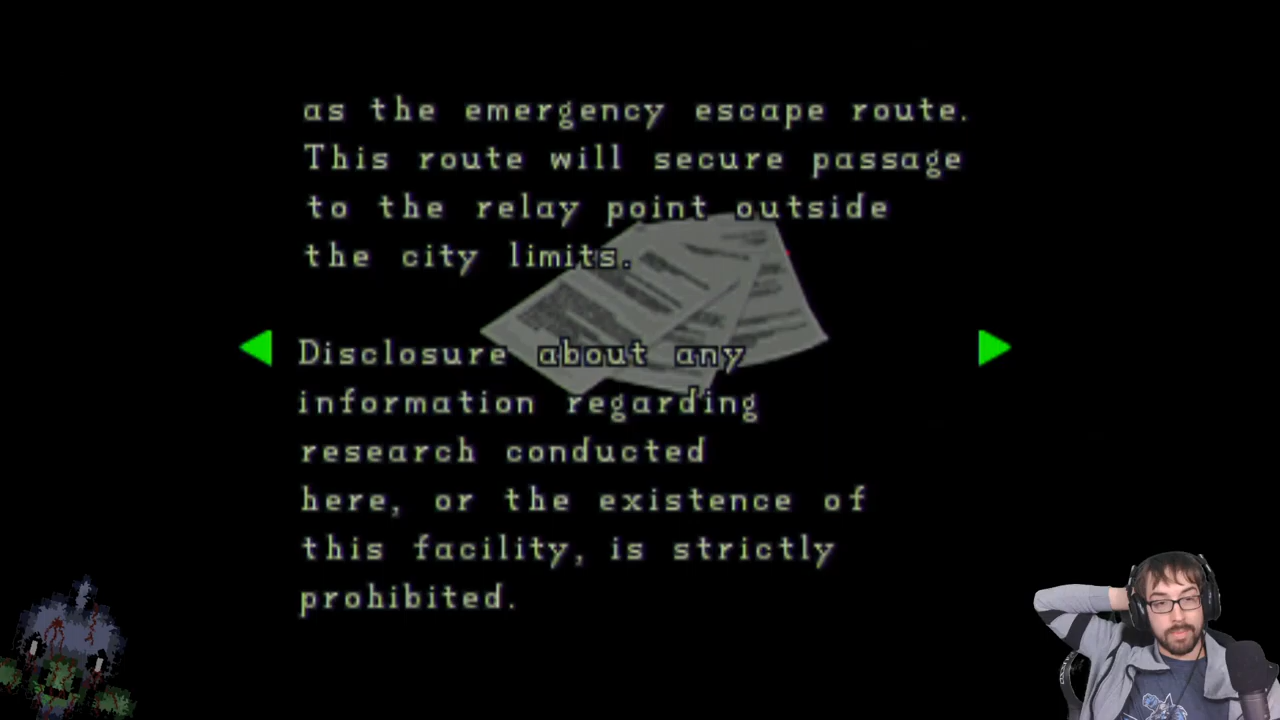 as the emergency escape route.
This route will secure passage
to the relay point outside
the city limits.
Disclosure about any
information regarding
research conducted
here, or the existence of
this facility, is strictly
prohibited.